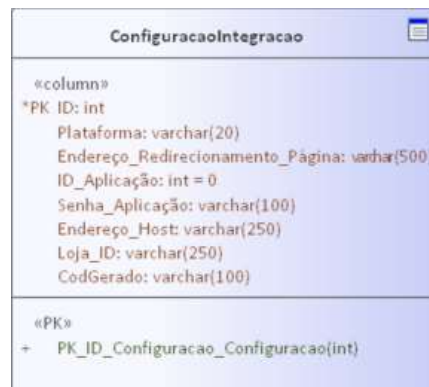 ConfiguracaoIntegracao
«column»
*PK ID: int
Plataforma: varchar(20)
Endereço_Redirecionamento_Página: varchar(500)
ID_Aplicação: int = 0
Senha_Aplicação: varchar(100)
Endereço_Host: varchar(250)
Loja_ID: varchar(250)
CodGerado: varchar(100)
«PK»
+ PK_ID_Configuracao_Configuracao(int)